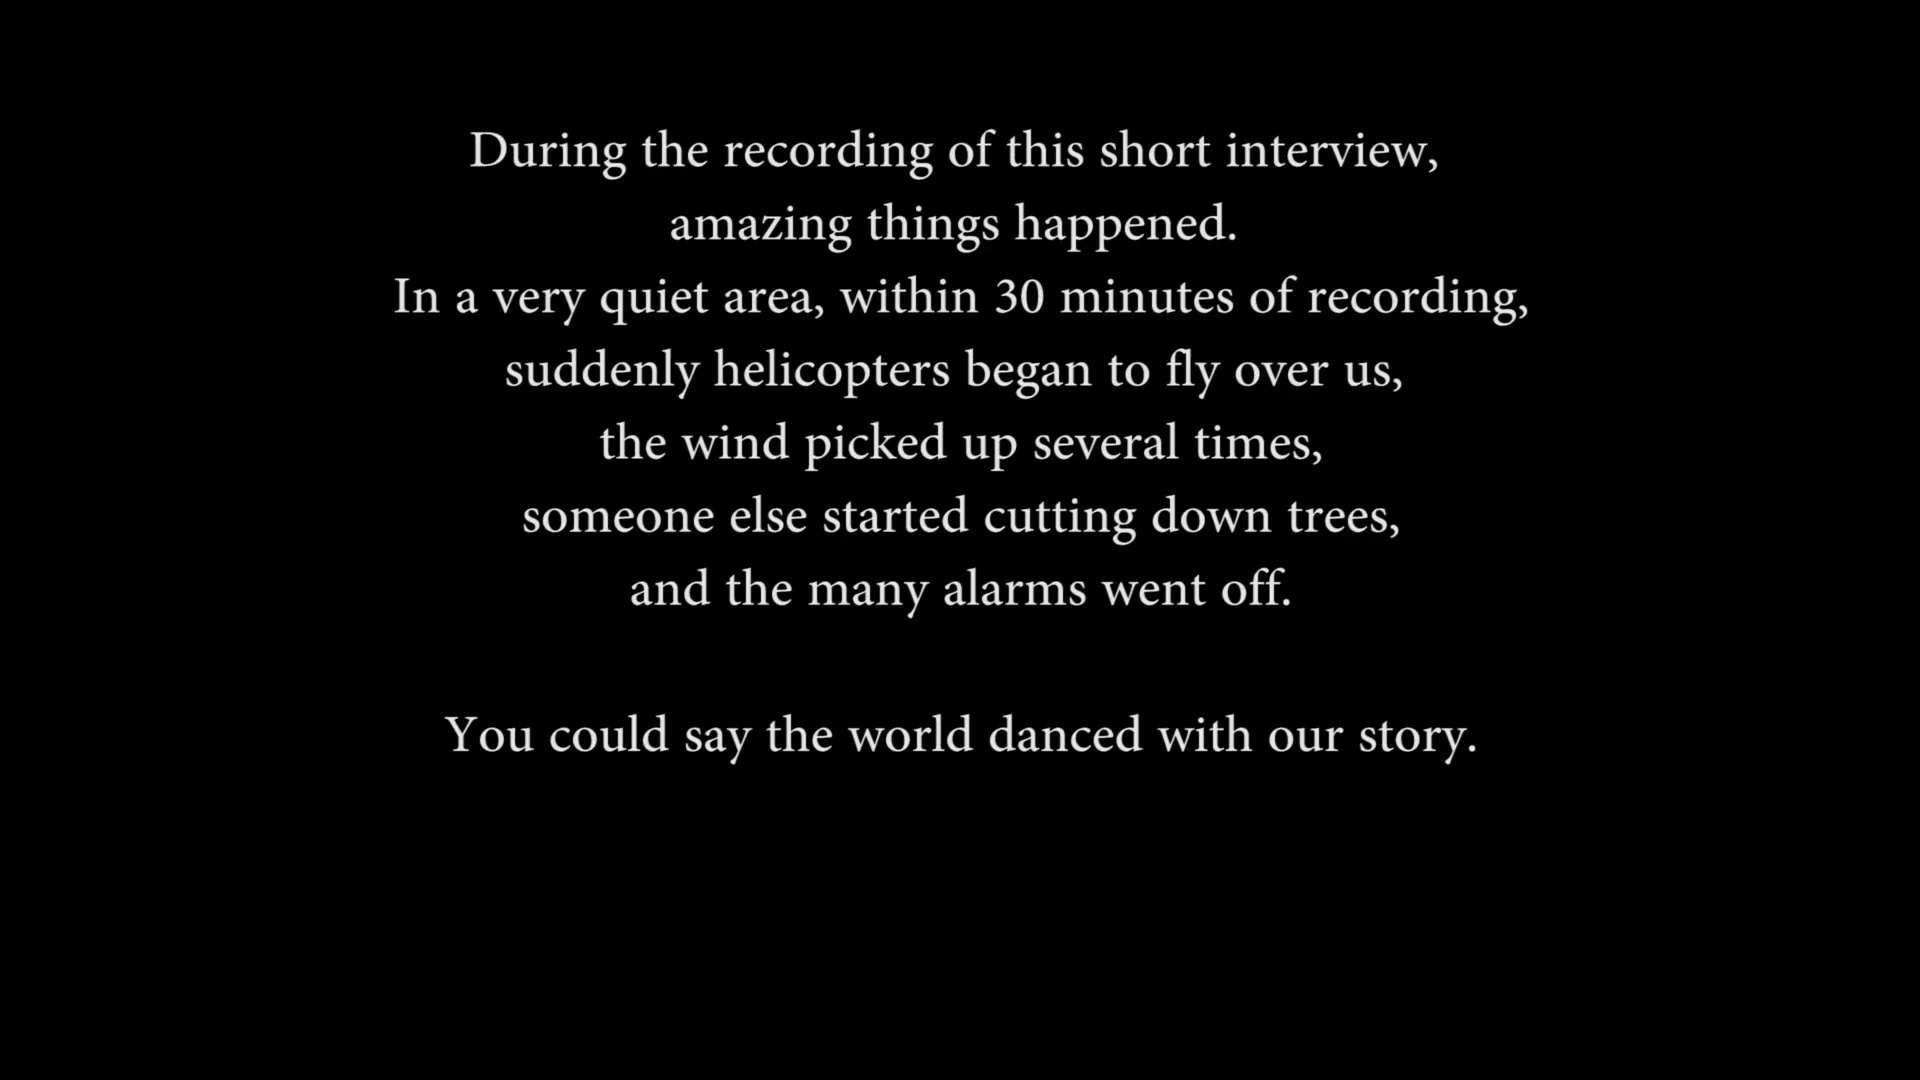 During the recording of this short interview,
amazing things happened.
In a very quiet area, within 30 minutes of recording,
suddenly helicopters began to fly over us,
the wind picked up several times,
someone else started cutting down trees,
and the many alarms went off.
You could say the world danced with our story.